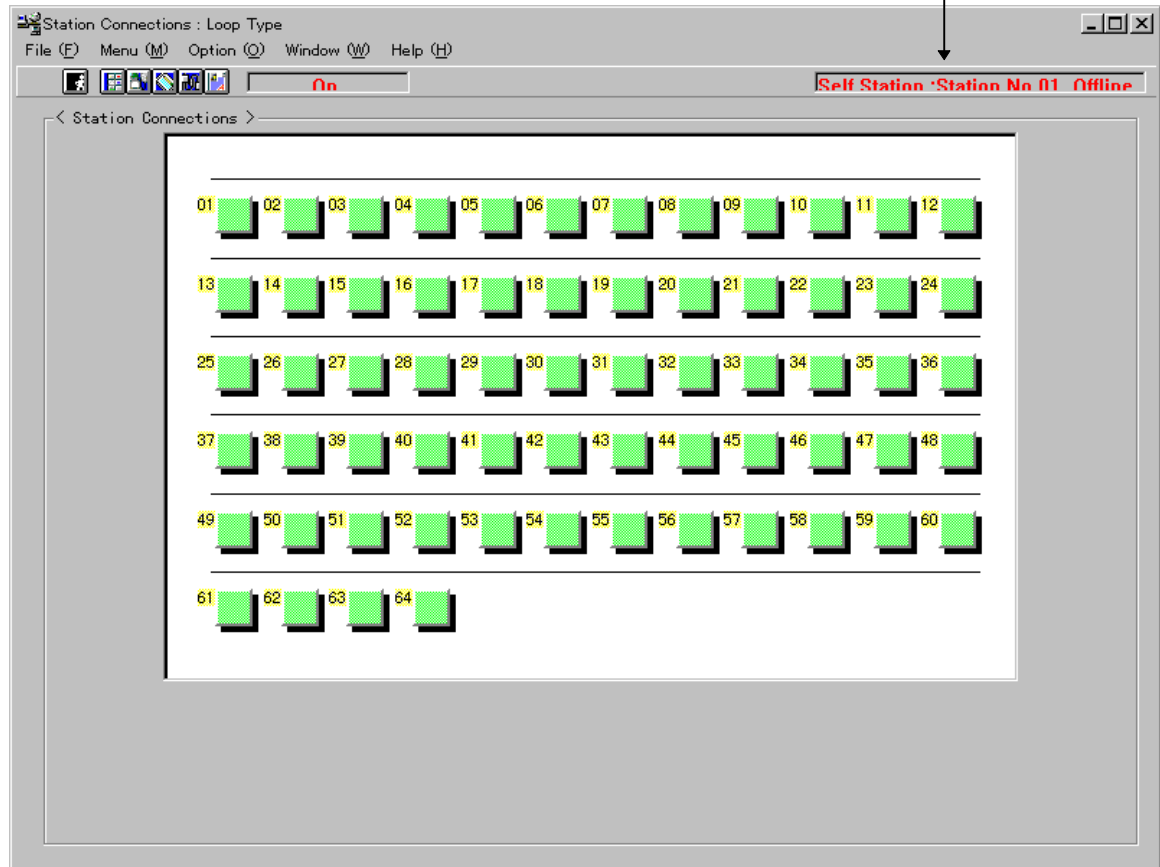 Station Connections : Loop Type
File (F) Menu (M) Option (O) Window (W) Help (H)
On Self Station :Station No.01 Offline
< Station Connections >
01 02 03 04 05 06 07 08 09 10 11 12
13 14 15 16 17 18 19 20 21 22 23 24
25 26 27 28 29 30 31 32 33 34 35 36
37 38 39 40 41 42 43 44 45 46 47 48
49 50 51 52 53 54 55 56 57 58 59 60
61 62 63 64